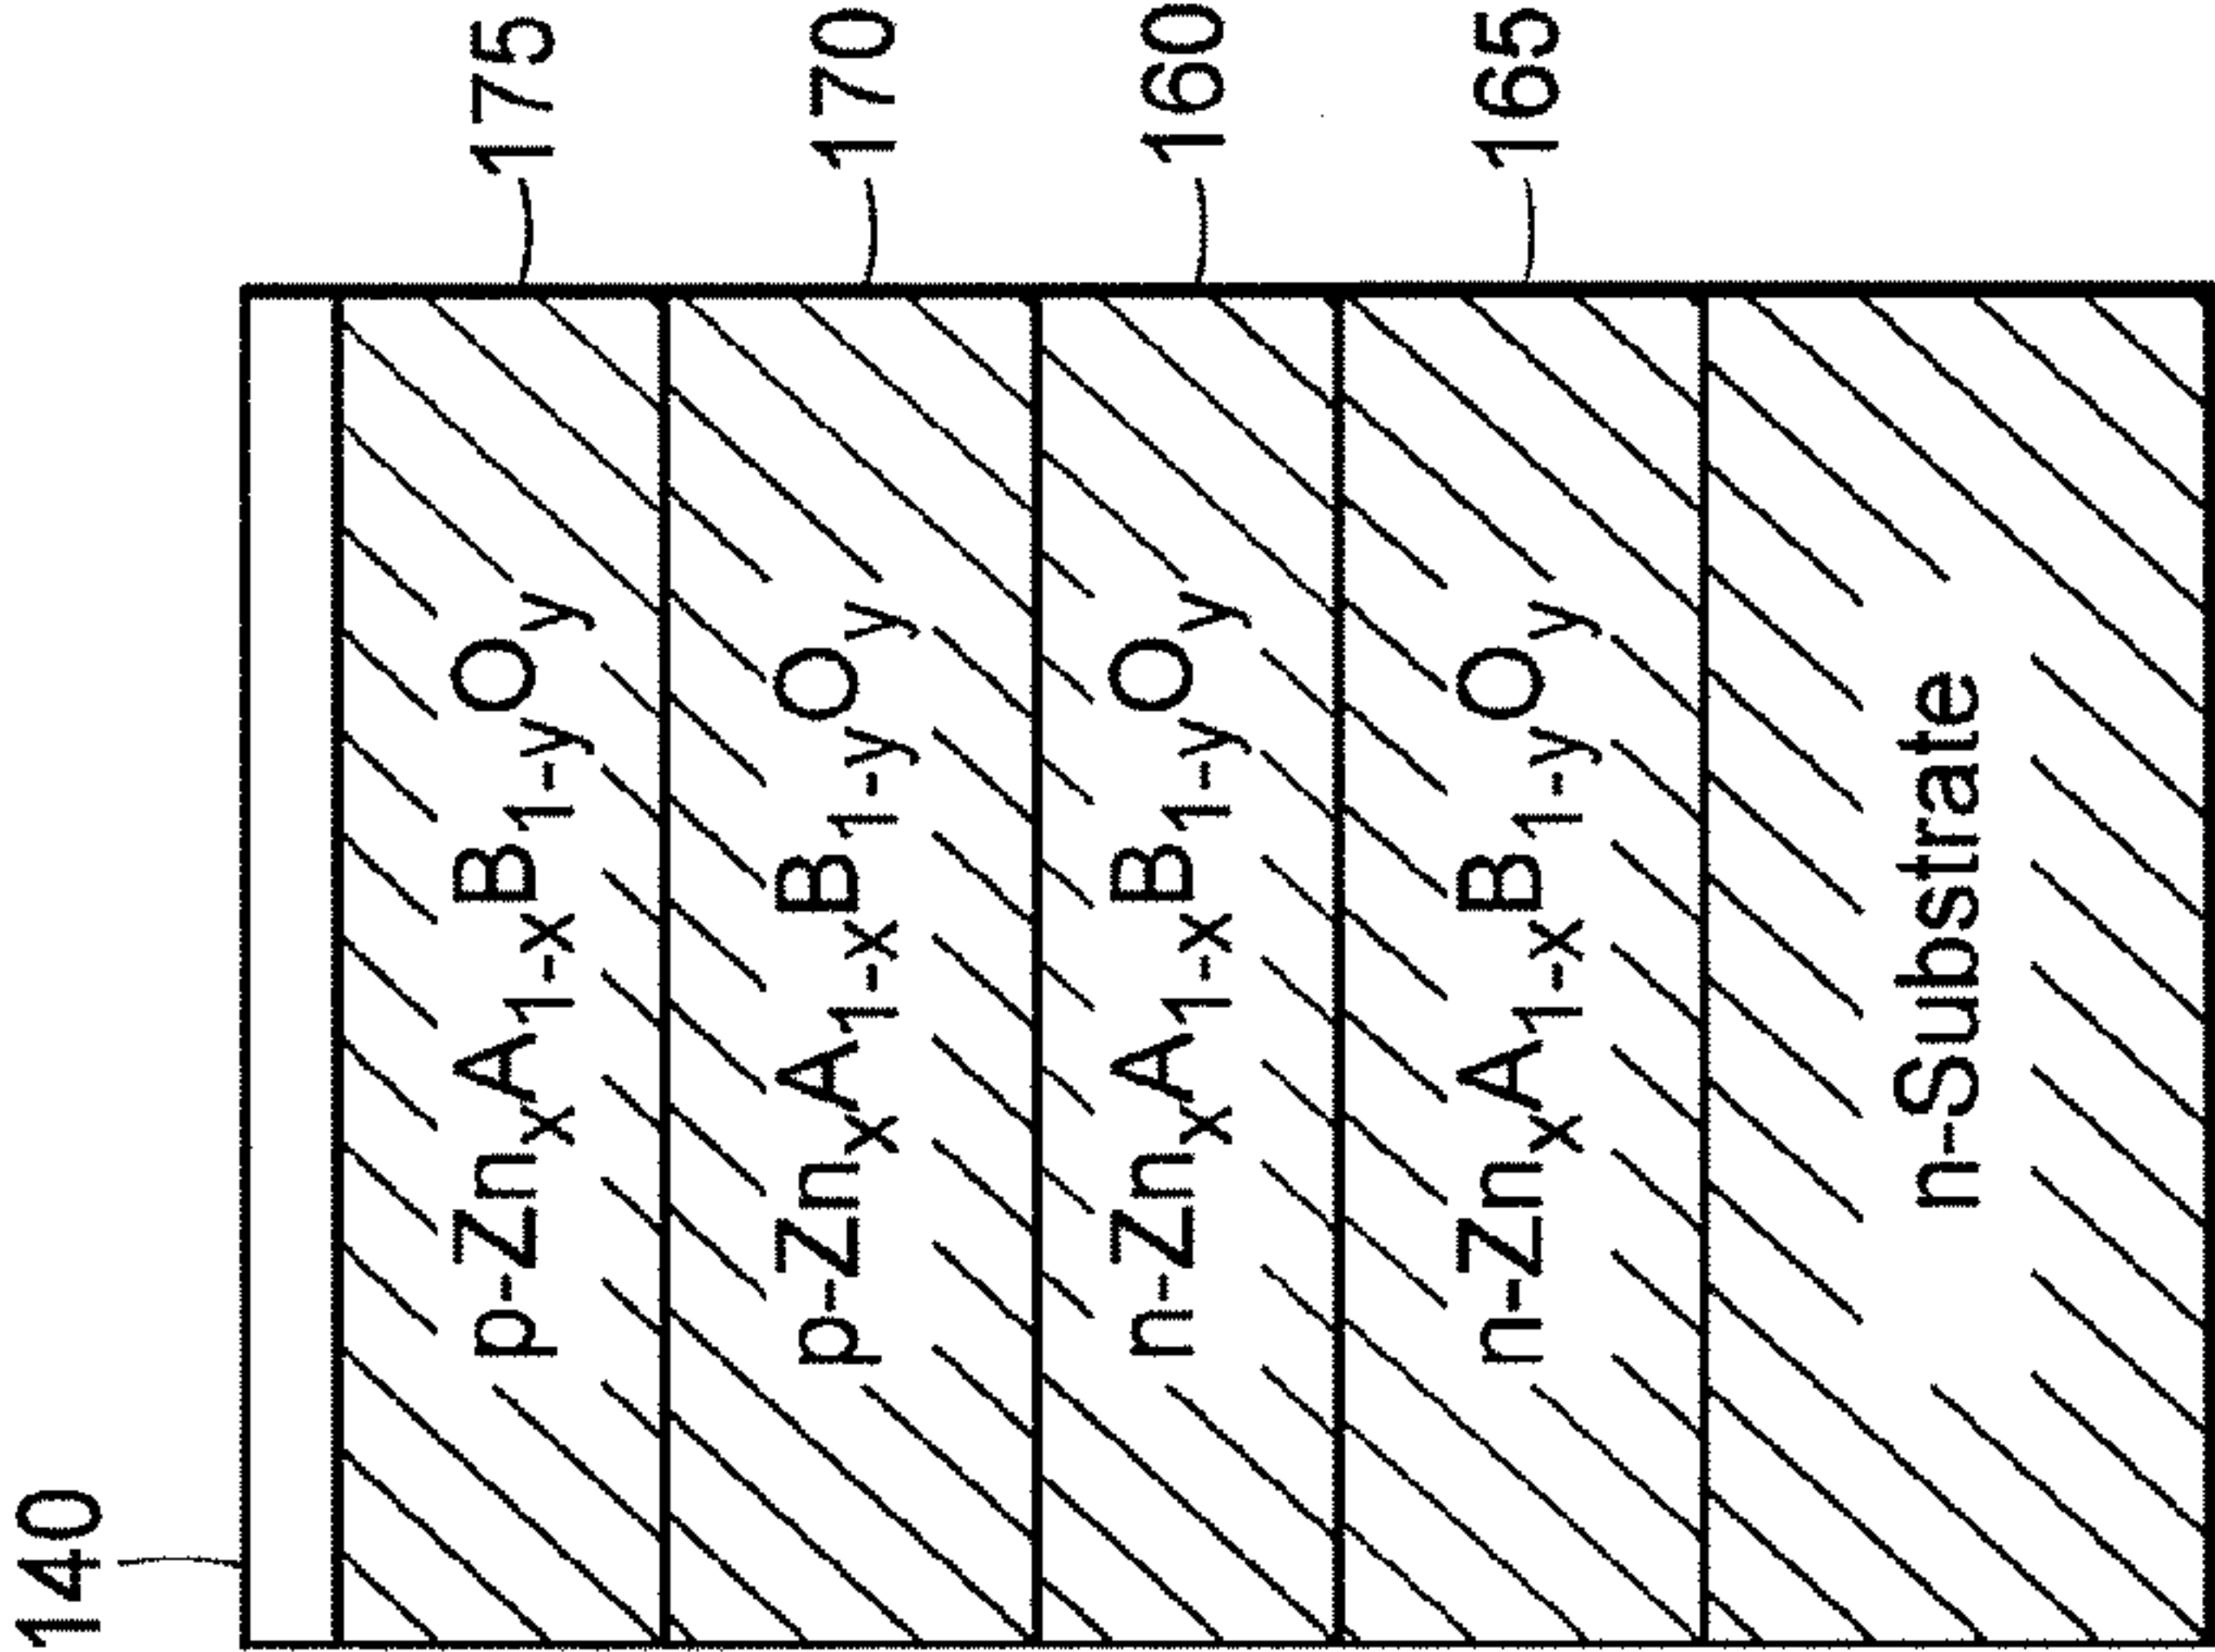 140
175
p-ZnₓA₁₋ₓB₁₋yOy
170
p-ZnₓA₁₋ₓB₁₋yOy
160
n-ZnₓA₁₋ₓB₁₋yOy
165
n-ZnₓA₁₋ₓB₁₋yOy
n-Substrate